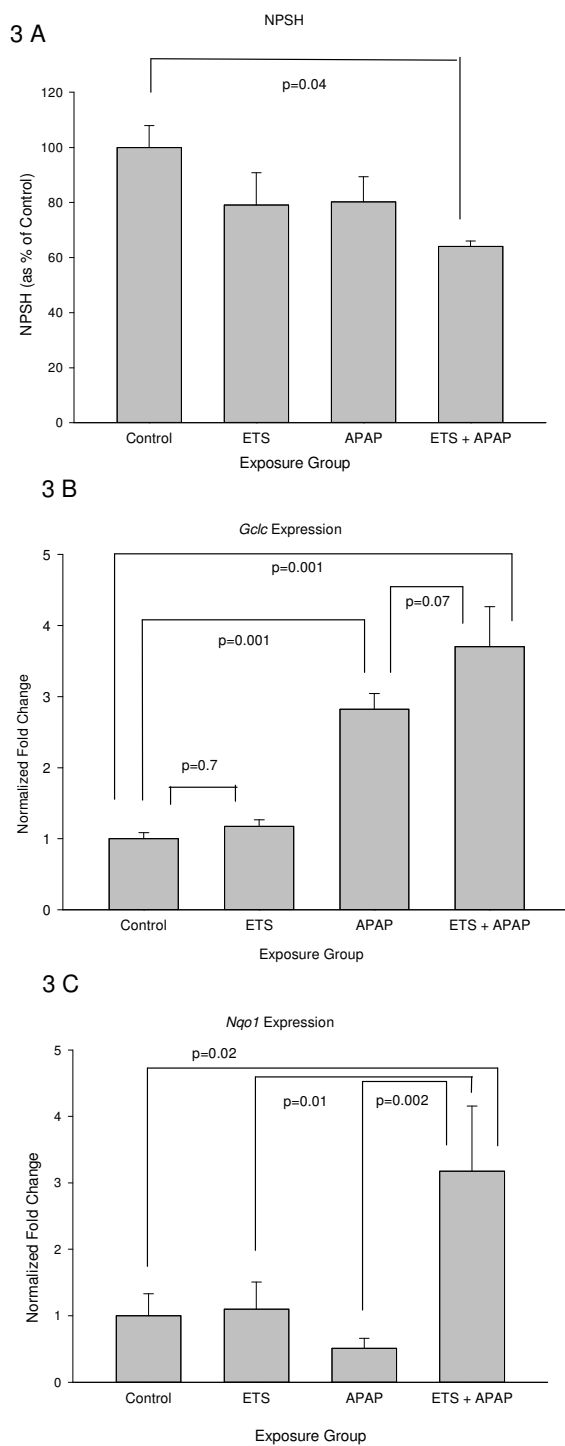 3 A
NPSH
p=0.04
120
100
80
60
40
20
0
NPSH (as % of Control)
Control ETS APAP ETS + APAP
Exposure Group
3 B
Gclc Expression
p=0.001
p=0.07
p=0.001
p=0.7
5
4
3
2
1
0
Normalized Fold Change
Control ETS APAP ETS + APAP
Exposure Group
3 C
Nqo1 Expression
p=0.02
p=0.01 p=0.002
5
4
3
2
1
0
Normalized Fold Change
Control ETS APAP ETS + APAP
Exposure Group